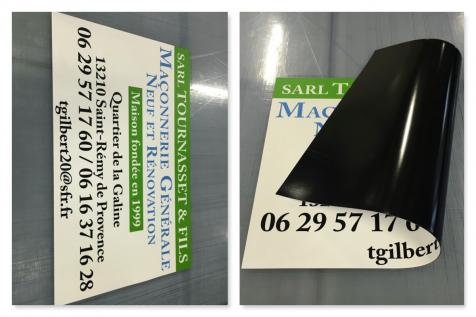 SARL TOURNASSET & FILS
MAÇONNERIE GÉNÉRALE
NEUF ET RÉNOVATION
Maison fondée en 1999
Quartier de la Galine
13210 Saint-Rémy de Provence
06 29 57 17 60 / 06 16 37 16 28
tgilbert20@sfr.fr
SARL TOURNA
MAÇ
N
132
06 29 57 17 6
tgilbert